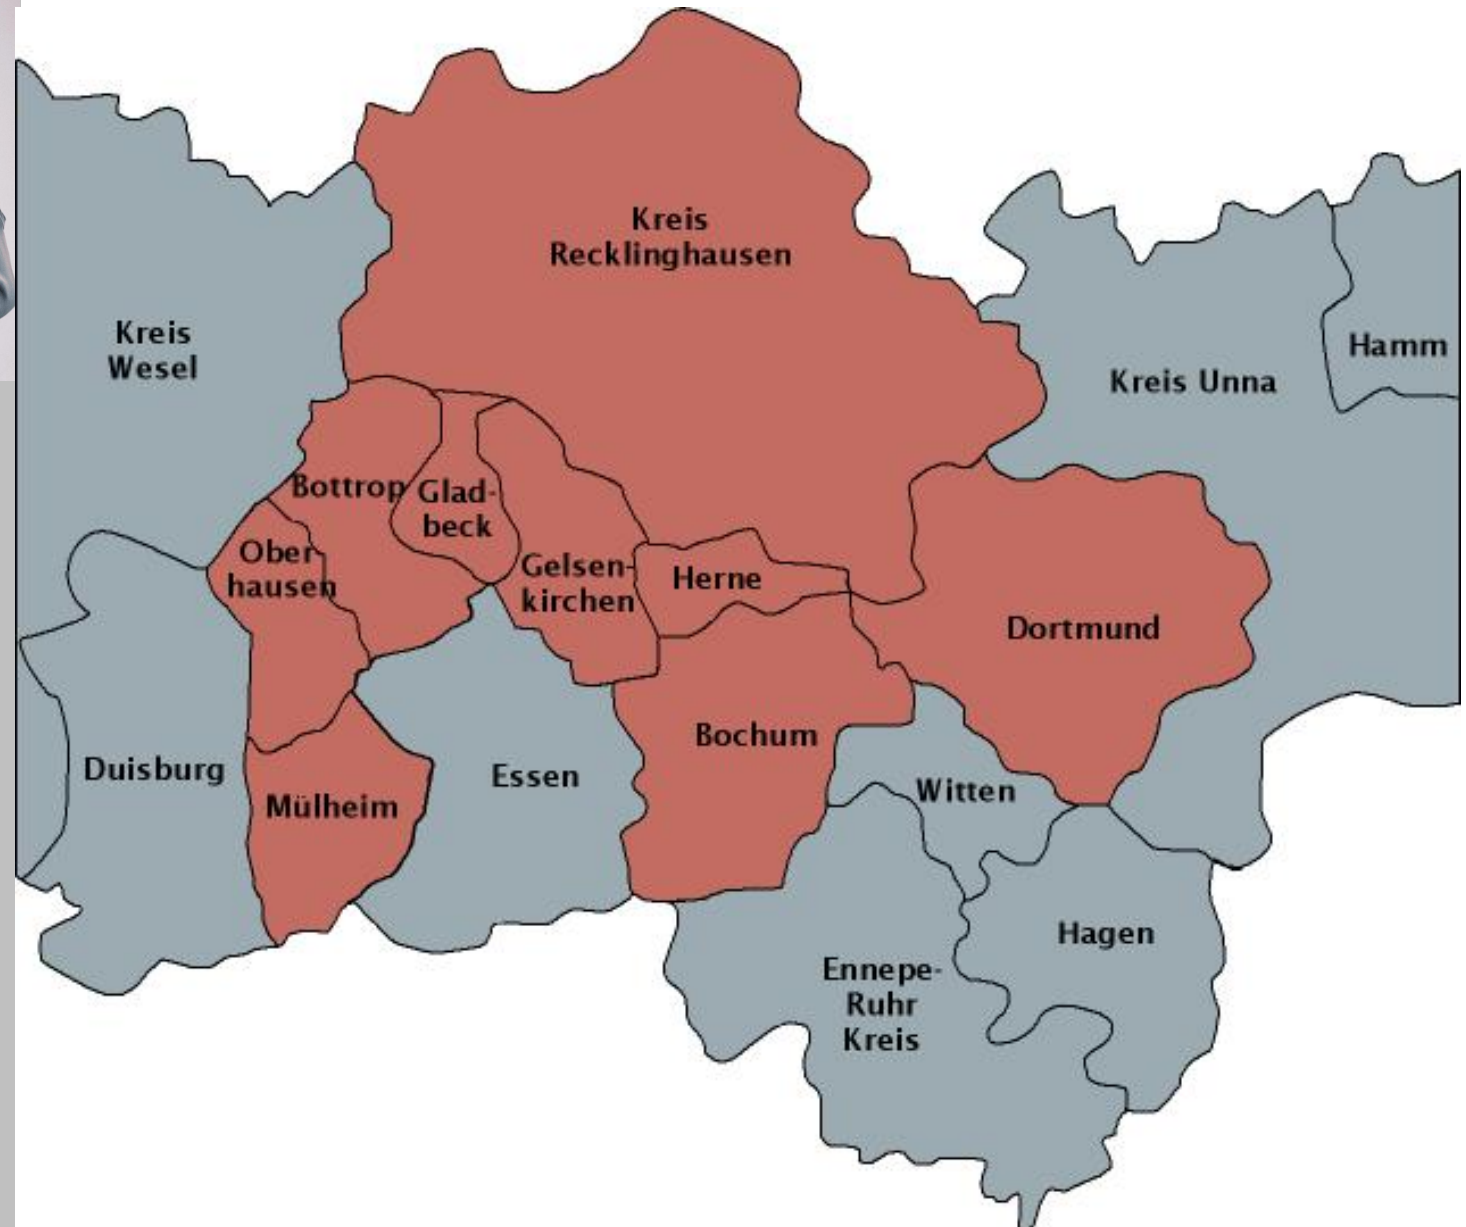 Kreis
Recklinghausen
Kreis
Wesel
Hamm
Kreis Unna
Bottrop
Glad-
beck
Ober
hausen
Gelsen-
kirchen
Herne
Dortmund
Bochum
Duisburg
Essen
Witten
Mülheim
Hagen
Ennepe-
Ruhr
Kreis